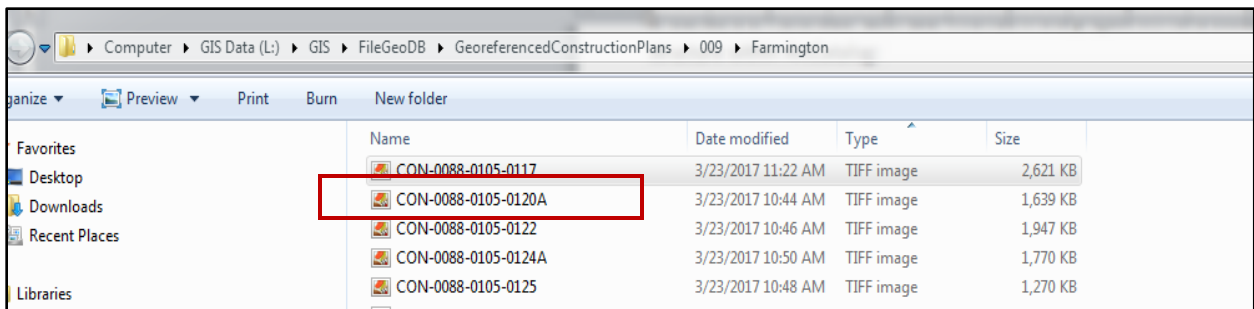 Computer ▸ GIS Data (L:) ▸ GIS ▸ FileGeoDB ▸ GeoreferencedConstructionPlans ▸ 009 ▸ Farmington
ganize Preview Print Burn New folder
Name Date modified Type Size
Favorites
Desktop
Downloads
Recent Places
Libraries
CON-0088-0105-0117 3/23/2017 11:22 AM TIFF image 2,621 KB
CON-0088-0105-0120A 3/23/2017 10:44 AM TIFF image 1,639 KB
CON-0088-0105-0122 3/23/2017 10:46 AM TIFF image 1,947 KB
CON-0088-0105-0124A 3/23/2017 10:50 AM TIFF image 1,770 KB
CON-0088-0105-0125 3/23/2017 10:48 AM TIFF image 1,270 KB